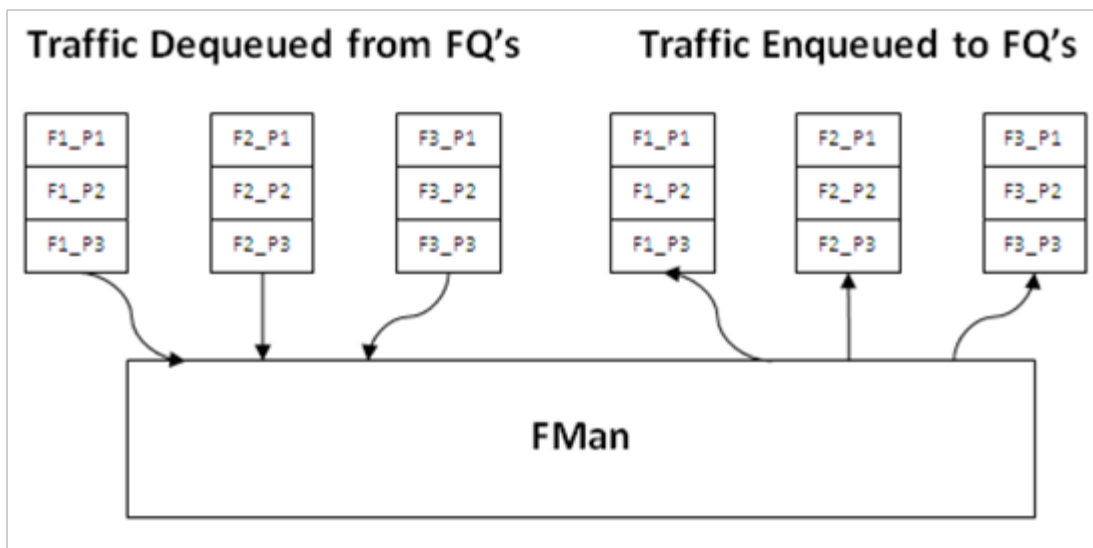 Traffic Dequeued from FQ's Traffic Enqueued to FQ's
F1_P1 F2_P1 F3_P1 F1_P1 F2_P1 F3_P1
F1_P2 F2_P2 F3_P2 F1_P2 F2_P2 F3_P2
F1_P3 F2_P3 F3_P3 F1_P3 F2_P3 F3_P3
FMan